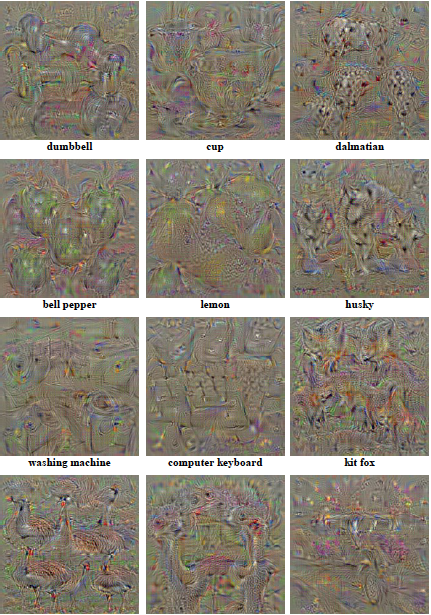 dumbbell
cup
dalmatian
bell pepper
lemon
husky
washing machine
computer keyboard
kit fox